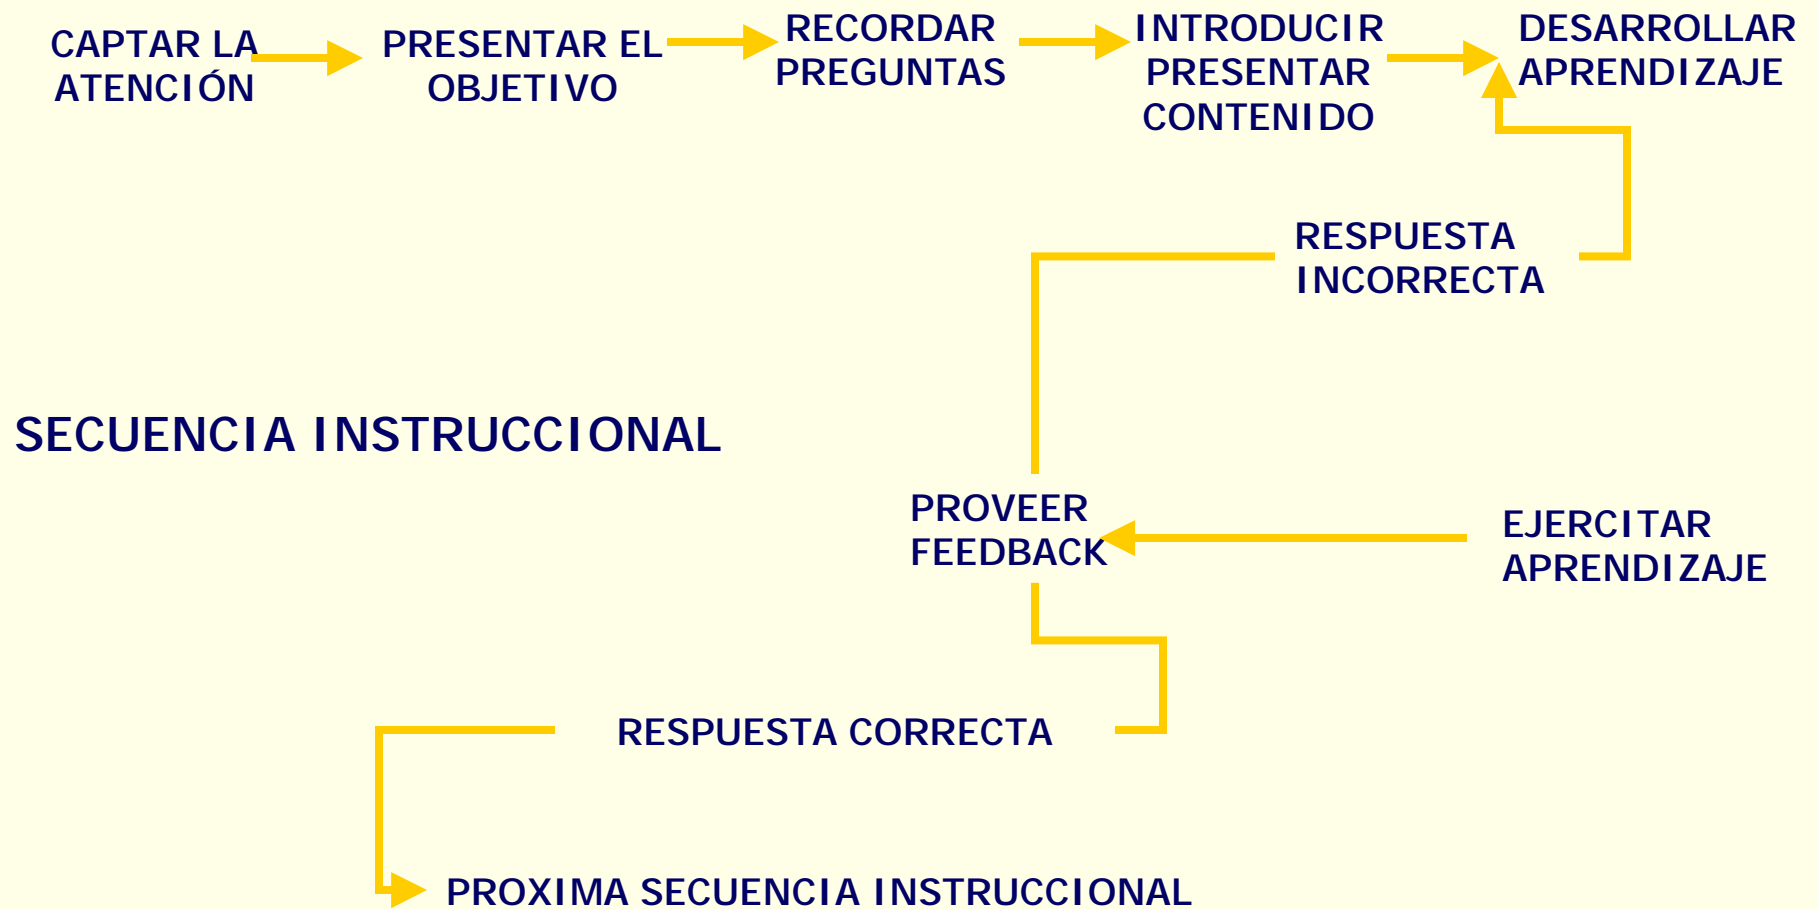 CAPTAR LA
ATENCIÓN
PRESENTAR EL
OBJETIVO
RECORDAR
PREGUNTAS
INTRODUCIR
PRESENTAR
CONTENIDO
DESARROLLAR
APRENDIZAJE
RESPUESTA
INCORRECTA
SECUENCIA INSTRUCCIONAL
PROVEER
FEEDBACK
EJERCITAR
APRENDIZAJE
RESPUESTA CORRECTA
PROXIMA SECUENCIA INSTRUCCIONAL